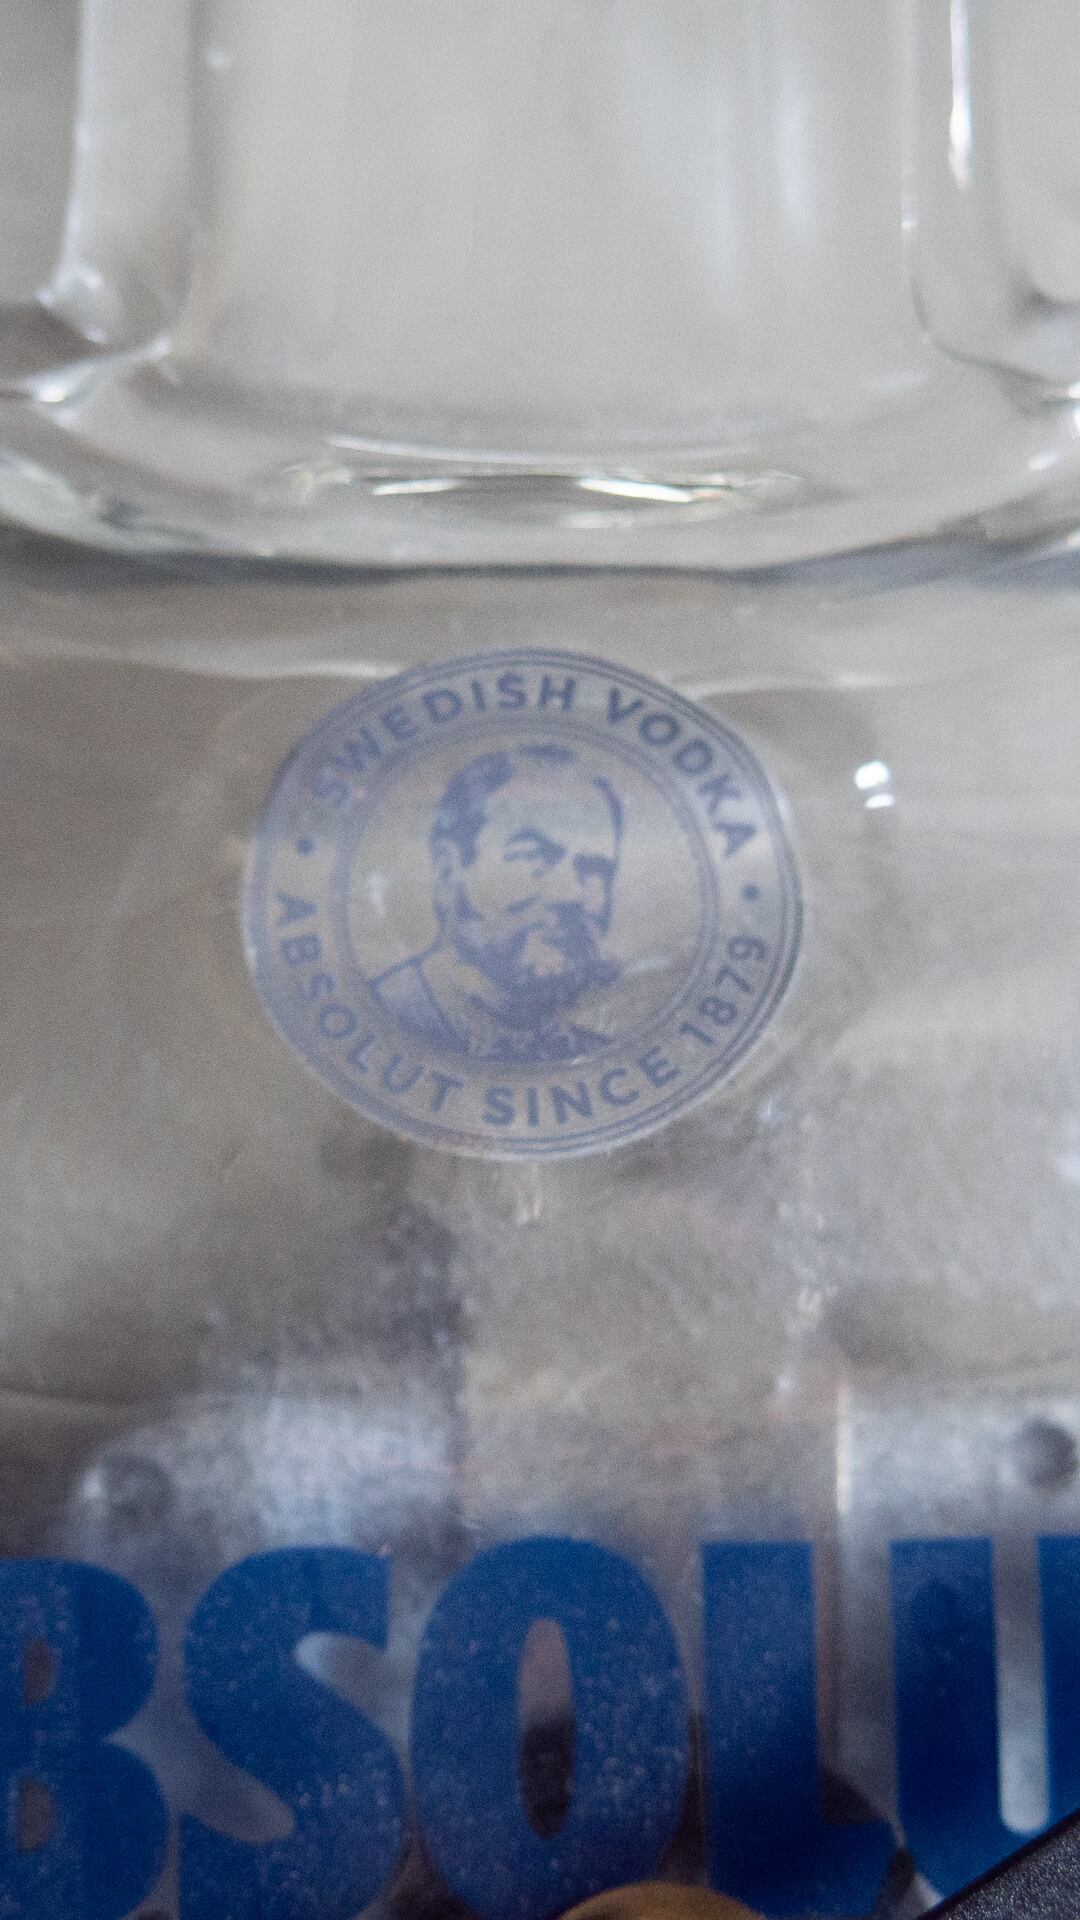 • SWEDISH VODKA •
ABSOLUT SINCE 1879
BSOLU